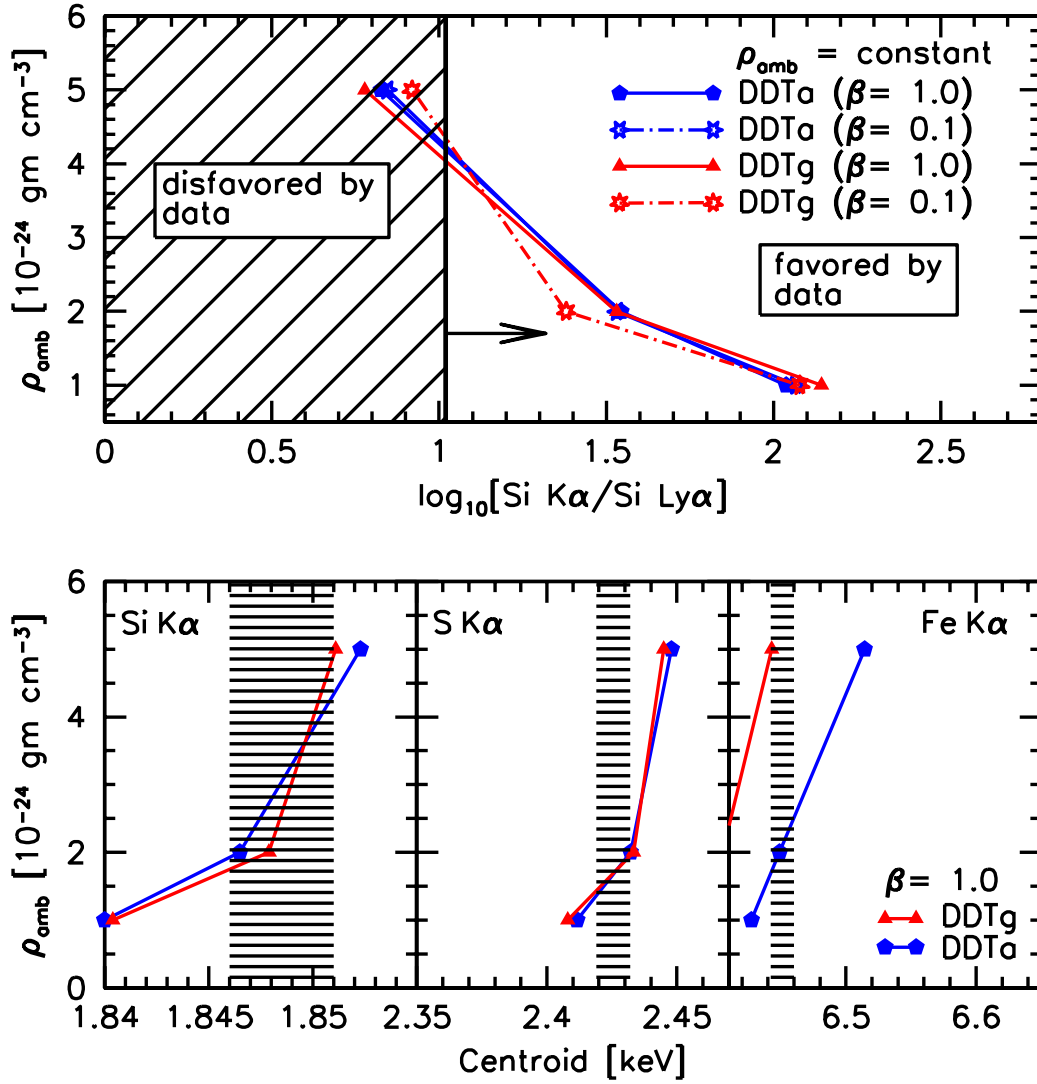 6
5
4
3
2
1
ρamb [10−24 gm cm−3]
ρamb = constant
DDTa (β= 1.0)
DDTa (β= 0.1)
DDTg (β= 1.0)
DDTg (β= 0.1)
disfavored by
data
favored by
data
0 0.5 1 1.5 2 2.5
log10[Si Kα/Si Lyα]
6
4
2
0
ρamb [10−24 gm cm−3]
Si Kα
S Kα
Fe Kα
β= 1.0
DDTg
DDTa
1.84 1.845 1.85 2.35 2.4 2.45 6.5 6.6
Centroid [keV]